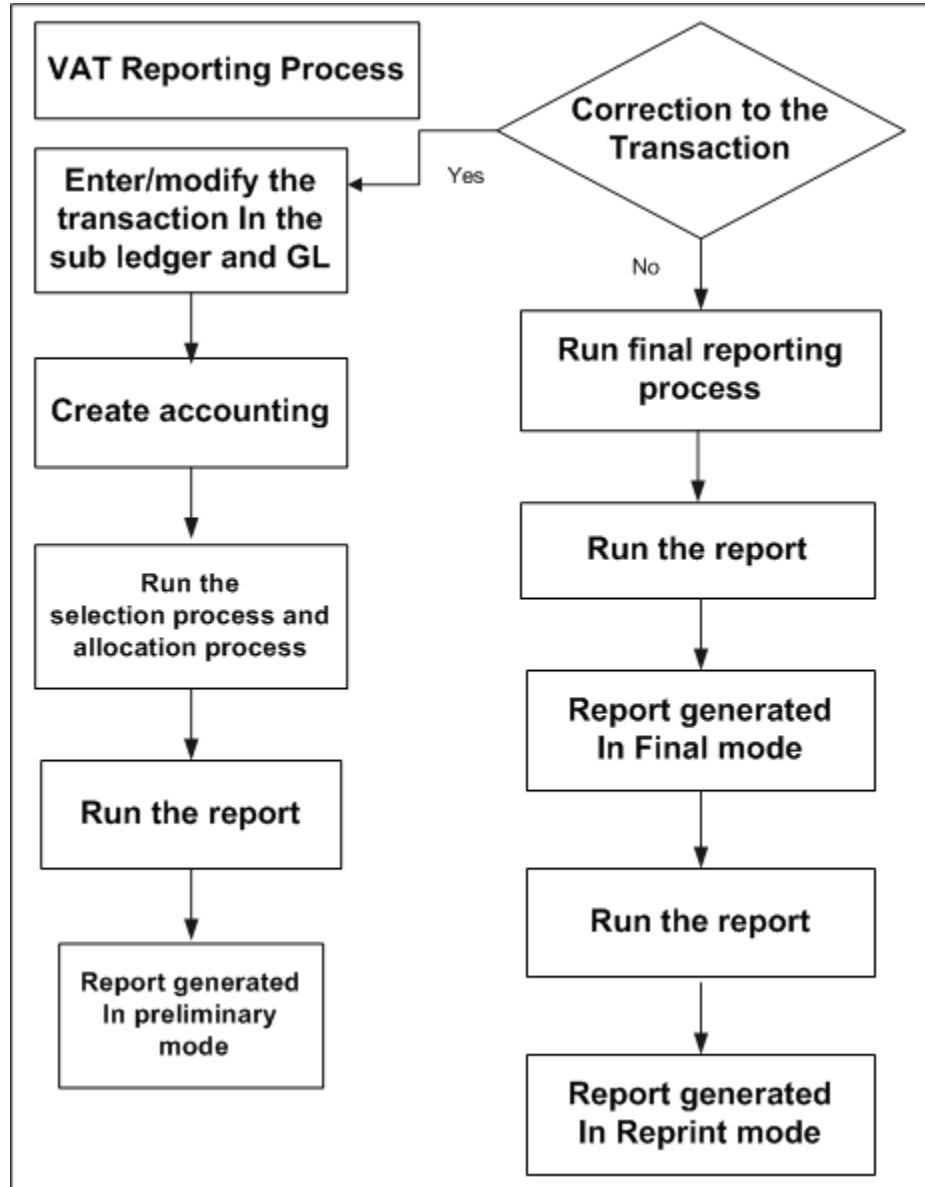 VAT Reporting Process
Correction to the
Transaction
Yes
No
Enter/modify the
transaction In the
sub ledger and GL
Create accounting
Run the
selection process and
allocation process
Run the report
Report generated
In preliminary
mode
Run final reporting
process
Run the report
Report generated
In Final mode
Run the report
Report generated
In Reprint mode